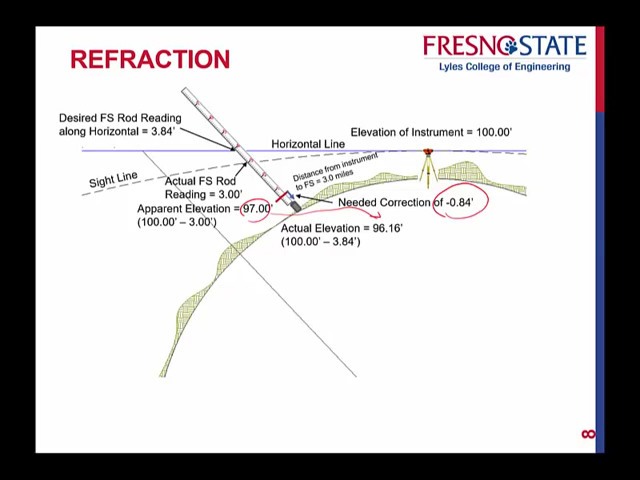 REFRACTION
FRESNO STATE
Lyles College of Engineering
Desired FS Rod Reading
along Horizontal = 3.84'
Horizontal Line
Elevation of Instrument = 100.00'
Sight Line
Distance from instrument
to FS = 3.0 miles
Actual FS Rod
Reading = 3.00'
Apparent Elevation = 97.00'
(100.00' – 3.00')
Needed Correction of -0.84'
Actual Elevation = 96.16'
(100.00' – 3.84')
8